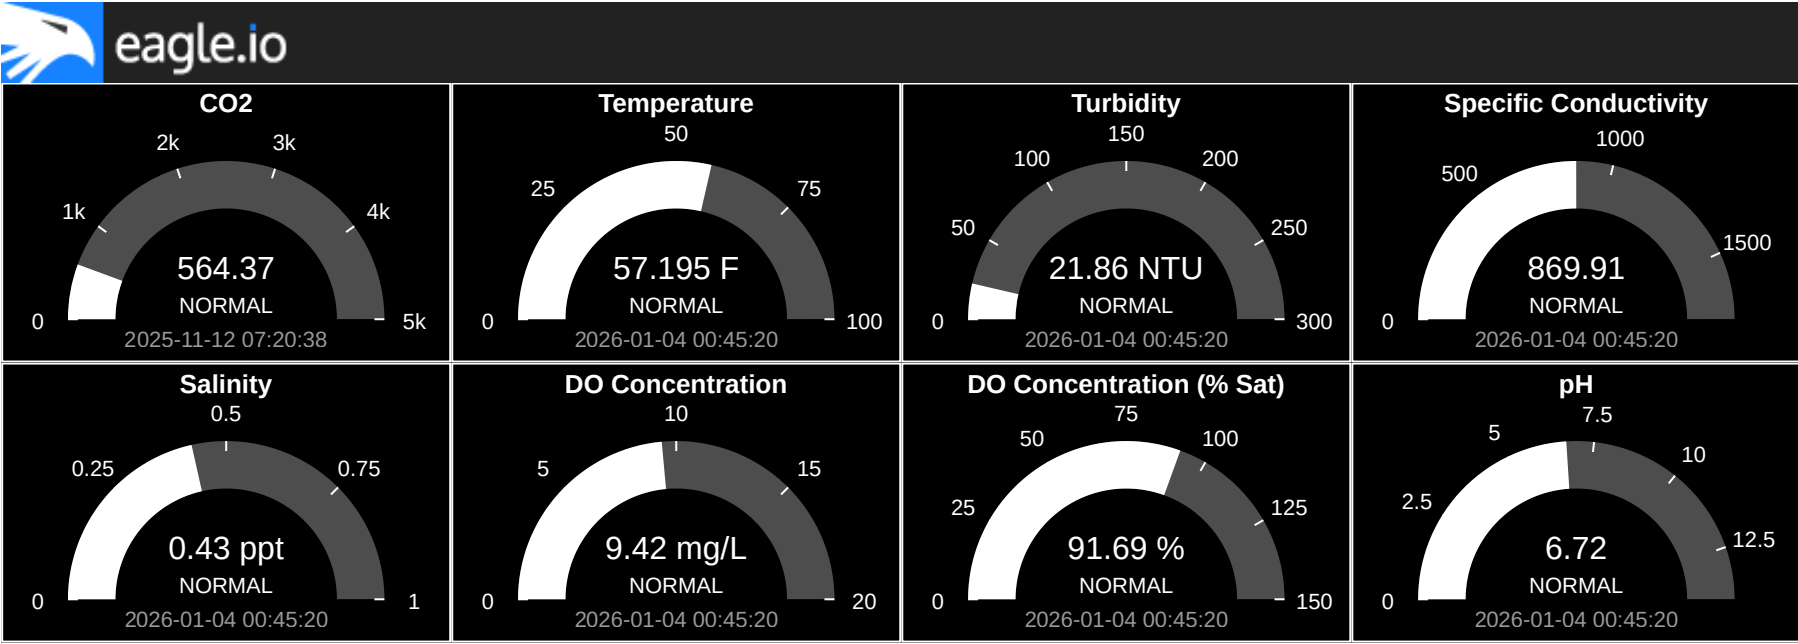 eagle.io
CO2
0
1k
2k
3k
4k
5k
564.37
NORMAL
2025-11-12 07:20:38
Temperature
0
25
50
75
100
57.195 F
NORMAL
2026-01-04 00:45:20
Turbidity
0
50
100
150
200
250
300
21.86 NTU
NORMAL
2026-01-04 00:45:20
Specific Conductivity
0
500
1000
1500
869.91
NORMAL
2026-01-04 00:45:20
Salinity
0
0.25
0.5
0.75
1
0.43 ppt
NORMAL
2026-01-04 00:45:20
DO Concentration
0
5
10
15
20
9.42 mg/L
NORMAL
2026-01-04 00:45:20
DO Concentration (% Sat)
0
25
50
75
100
125
150
91.69 %
NORMAL
2026-01-04 00:45:20
pH
0
2.5
5
7.5
10
12.5
6.72
NORMAL
2026-01-04 00:45:20